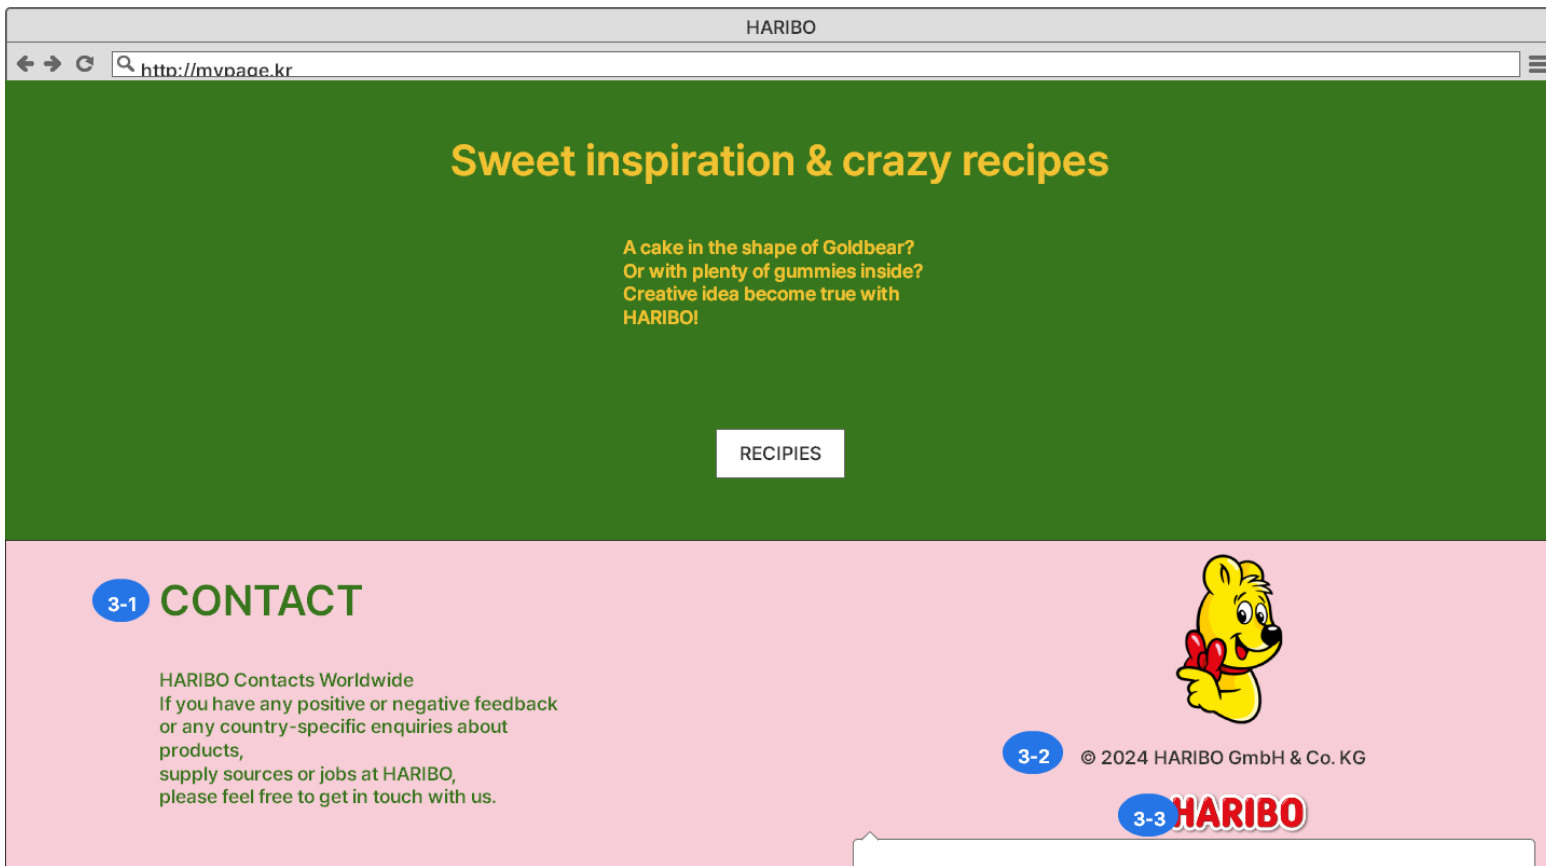 HARIBO
http://mypage.kr
Sweet inspiration & crazy recipes
A cake in the shape of Goldbear?
Or with plenty of gummies inside?
Creative idea become true with
HARIBO!
RECIPIES
3-1 CONTACT
HARIBO Contacts Worldwide
If you have any positive or negative feedback
or any country-specific enquiries about
products,
supply sources or jobs at HARIBO,
please feel free to get in touch with us.
3-2 © 2024 HARIBO GmbH & Co. KG
3-3 HARIBO